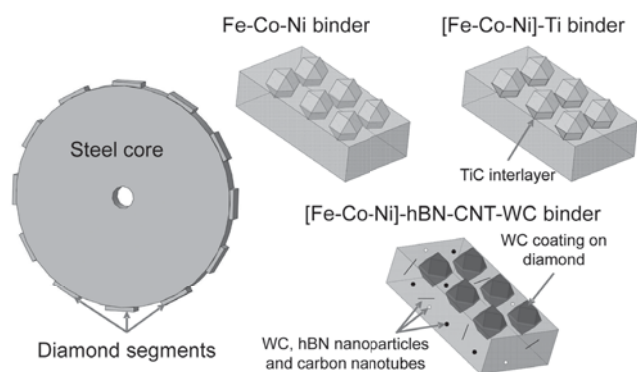 Fe-Co-Ni binder
[Fe-Co-Ni]-Ti binder
Steel core
TiC interlayer
[Fe-Co-Ni]-hBN-CNT-WC binder
WC coating on
diamond
Diamond segments
WC, hBN nanoparticles
and carbon nanotubes